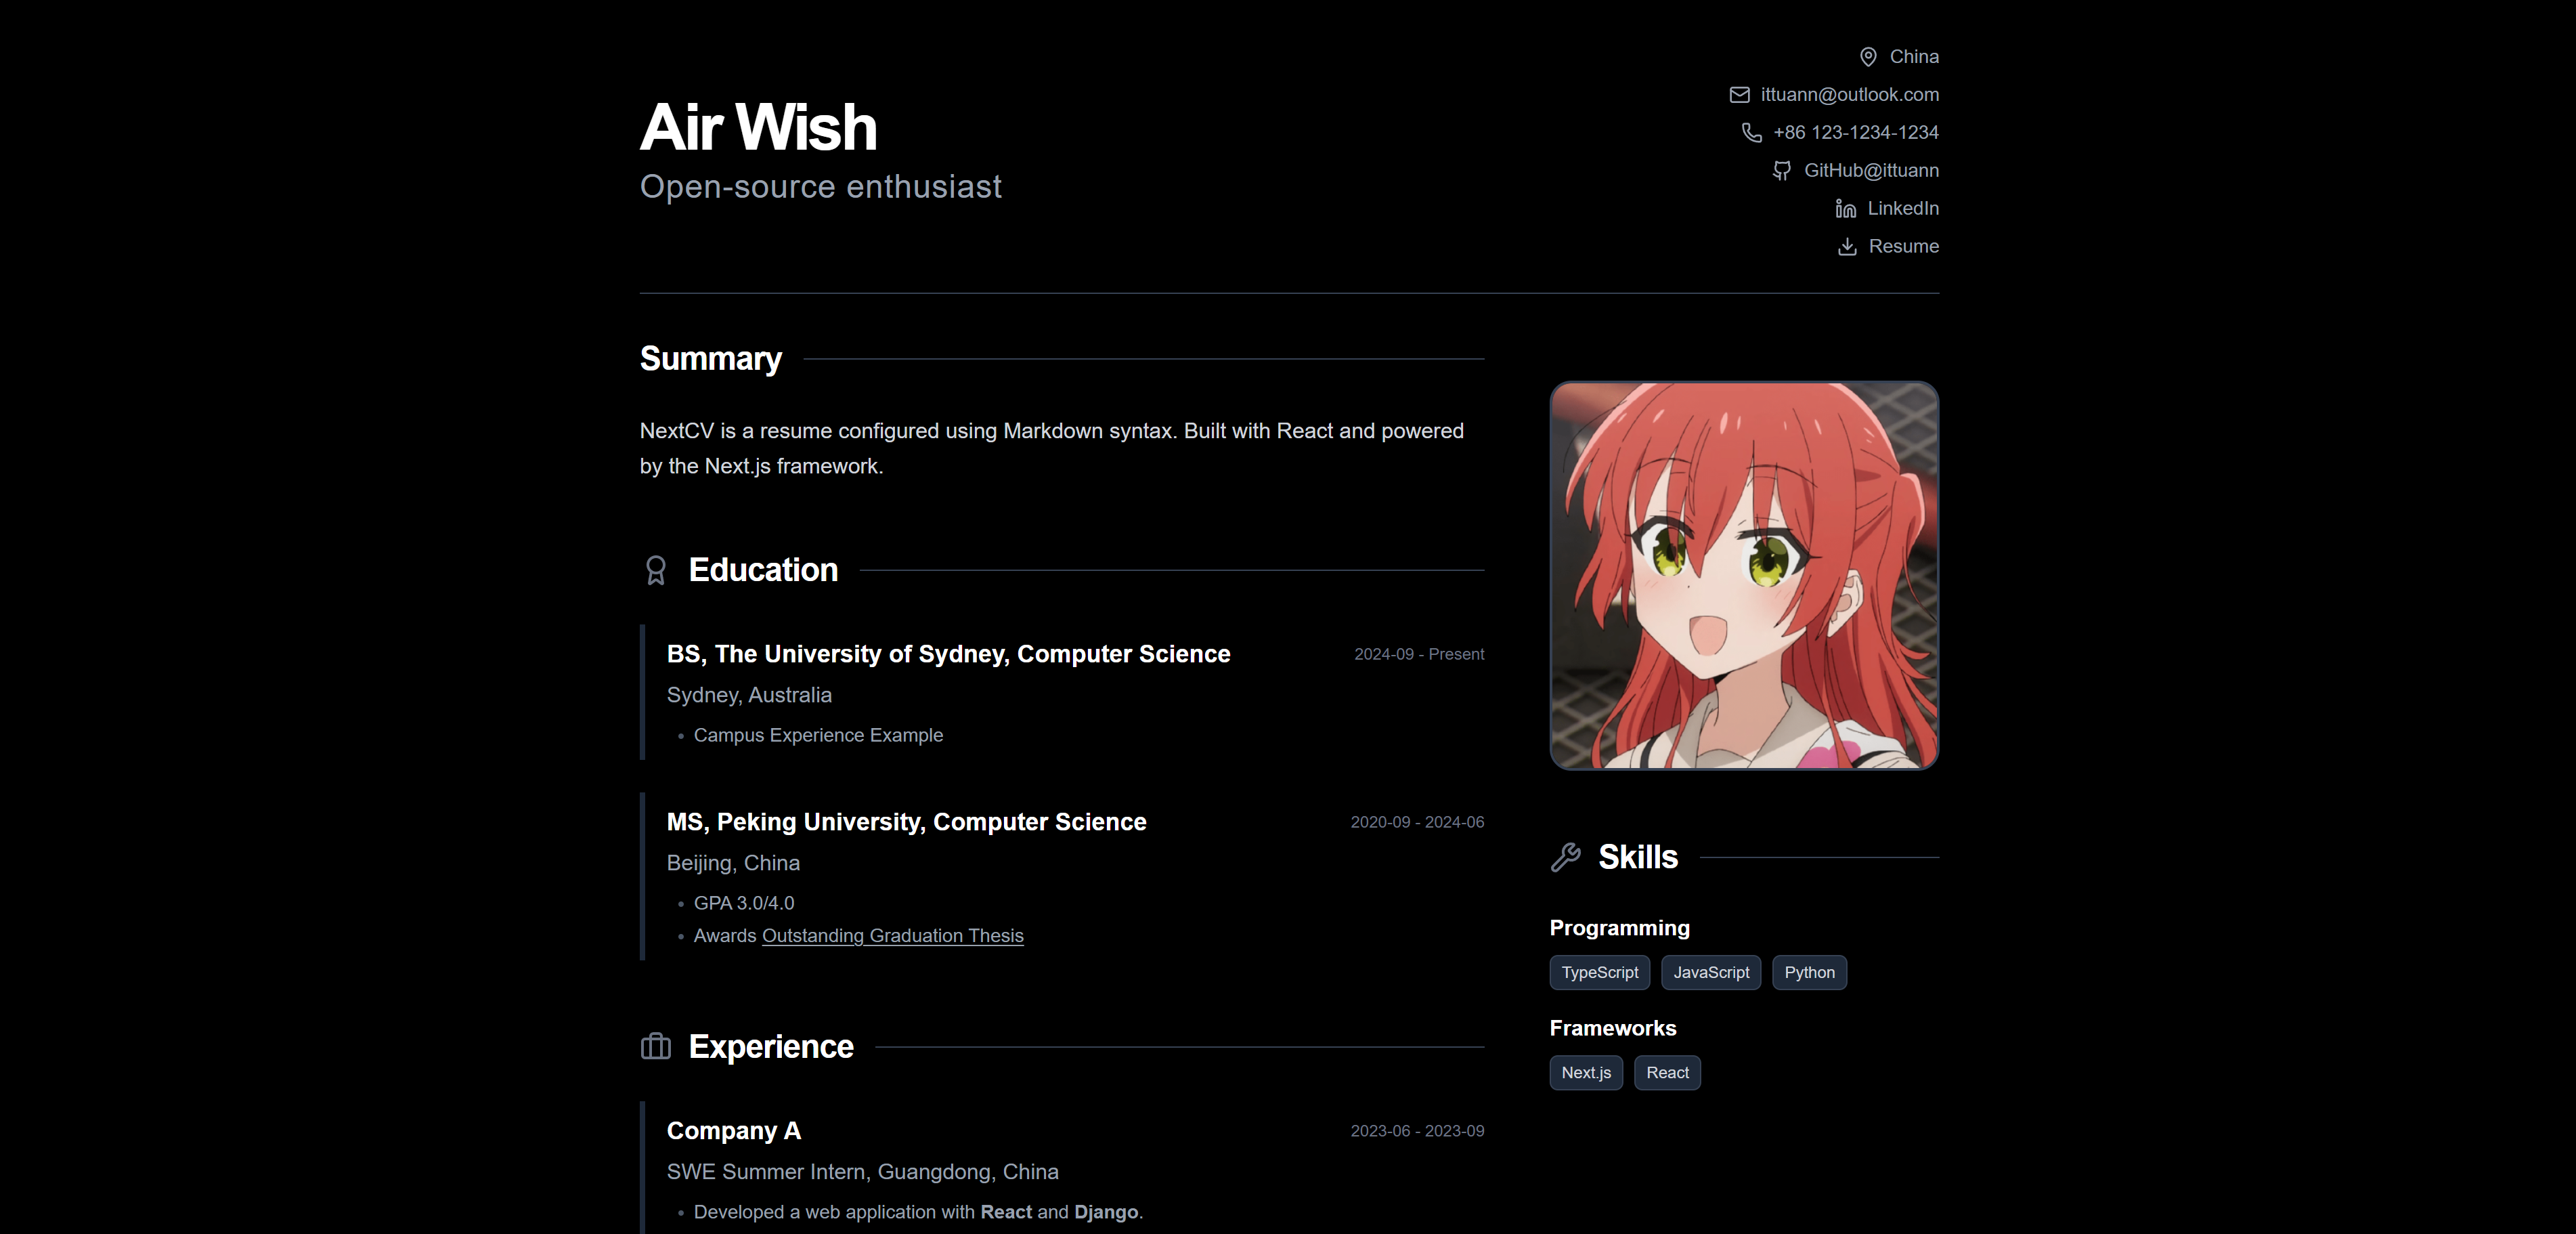 Air Wish
Open-source enthusiast
China
ittuann@outlook.com
+86 123-1234-1234
GitHub@ittuann
LinkedIn
Resume
Summary
NextCV is a resume configured using Markdown syntax. Built with React and powered
by the Next.js framework.
Education
BS, The University of Sydney, Computer Science
2024-09 - Present
Sydney, Australia
• Campus Experience Example
MS, Peking University, Computer Science
2020-09 - 2024-06
Beijing, China
• GPA 3.0/4.0
• Awards Outstanding Graduation Thesis
Experience
Company A
2023-06 - 2023-09
SWE Summer Intern, Guangdong, China
• Developed a web application with React and Django.
Skills
Programming
TypeScript JavaScript Python
Frameworks
Next.js React